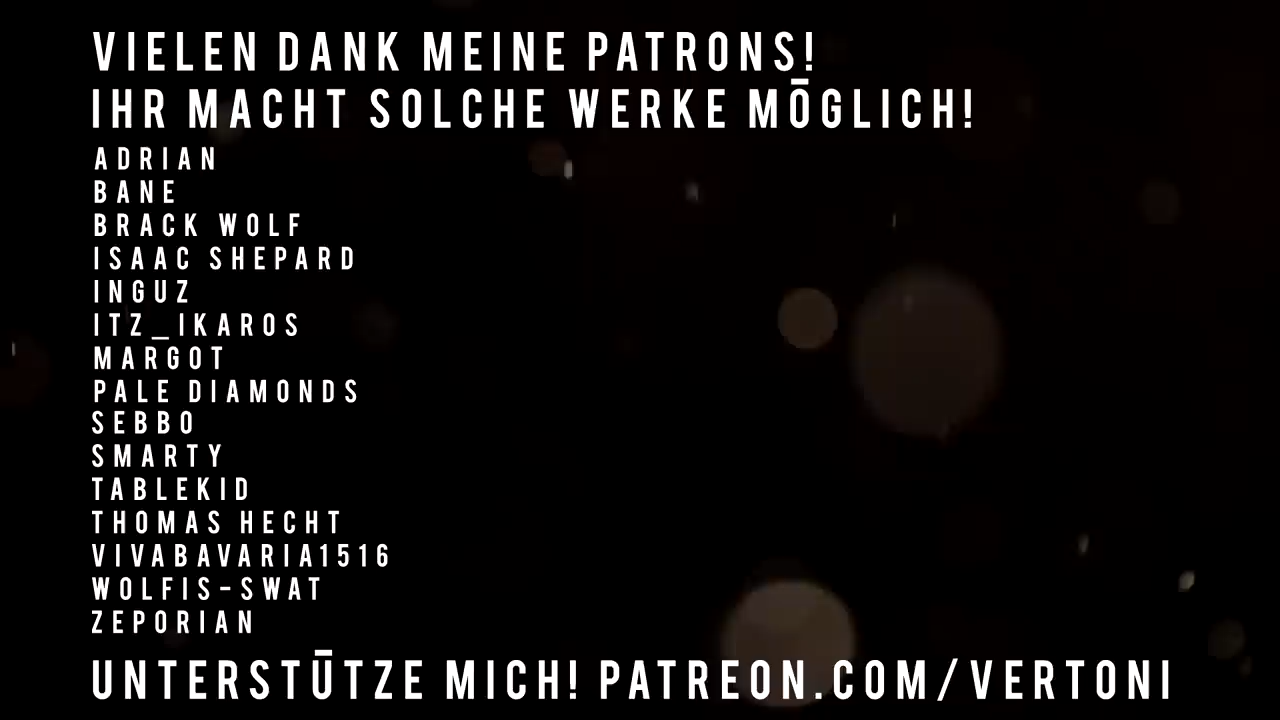 VIELEN DANK MEINE PATRONS!
IHR MACHT SOLCHE WERKE MŌGLICH!
ADRIAN
BANE
BRACK WOLF
ISAAC SHEPARD
INGUZ
ITZ_IKAROS
MARGOT
PALE DIAMONDS
SEBBO
SMARTY
TABLEKID
THOMAS HECHT
VIVABAVARIA1516
WOLFIS-SWAT
ZEPORIAN
UNTERSTŪTZE MICH! PATREON.COM/VERTONI